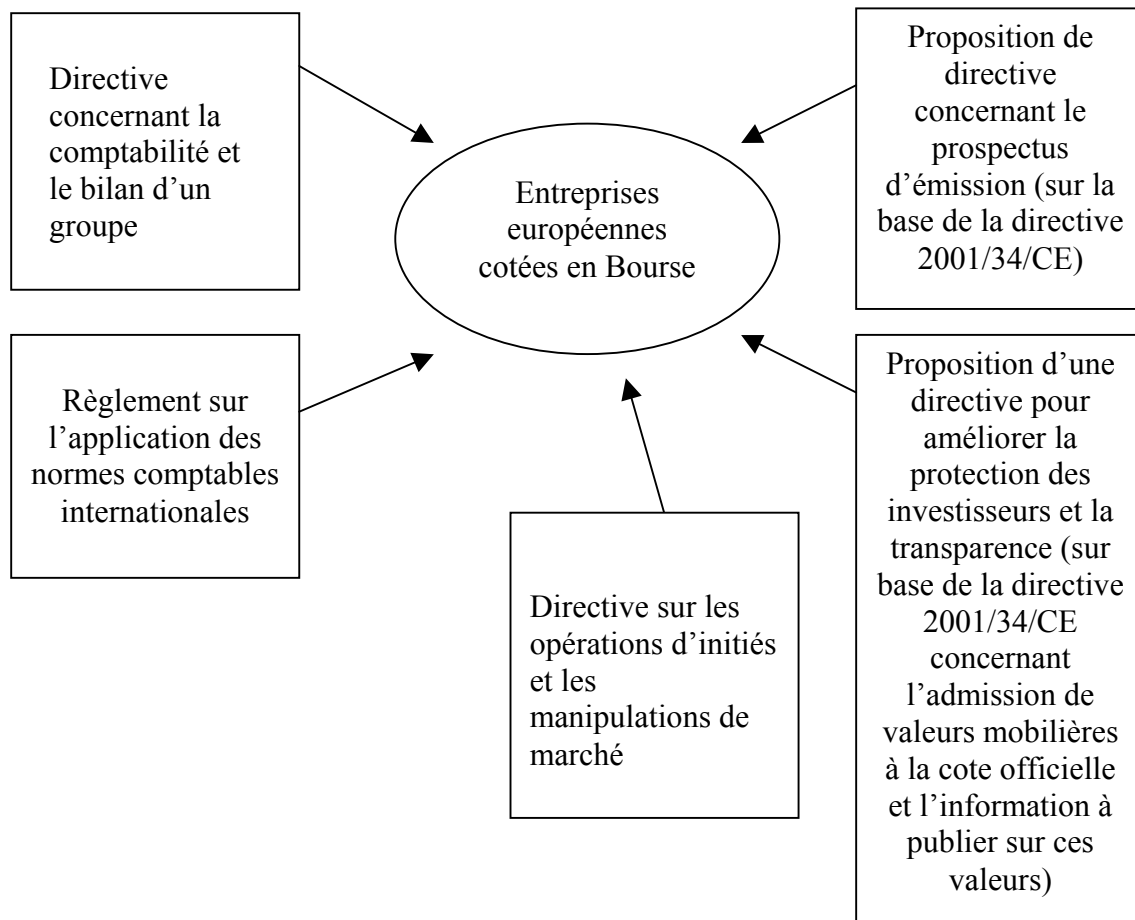 Directive
concernant la
comptabilité et
le bilan d’un
groupe
Entreprises
européennes
cotées en Bourse
Proposition de
directive
concernant le
prospectus
d’émission (sur la
base de la directive
2001/34/CE)
Règlement sur
l’application des
normes comptables
internationales
Directive sur les
opérations d’initiés
et les
manipulations de
marché
Proposition d’une
directive pour
améliorer la
protection des
investisseurs et la
transparence (sur
base de la directive
2001/34/CE
concernant
l’admission de
valeurs mobilières
à la cote officielle
et l’information à
publier sur ces
valeurs)